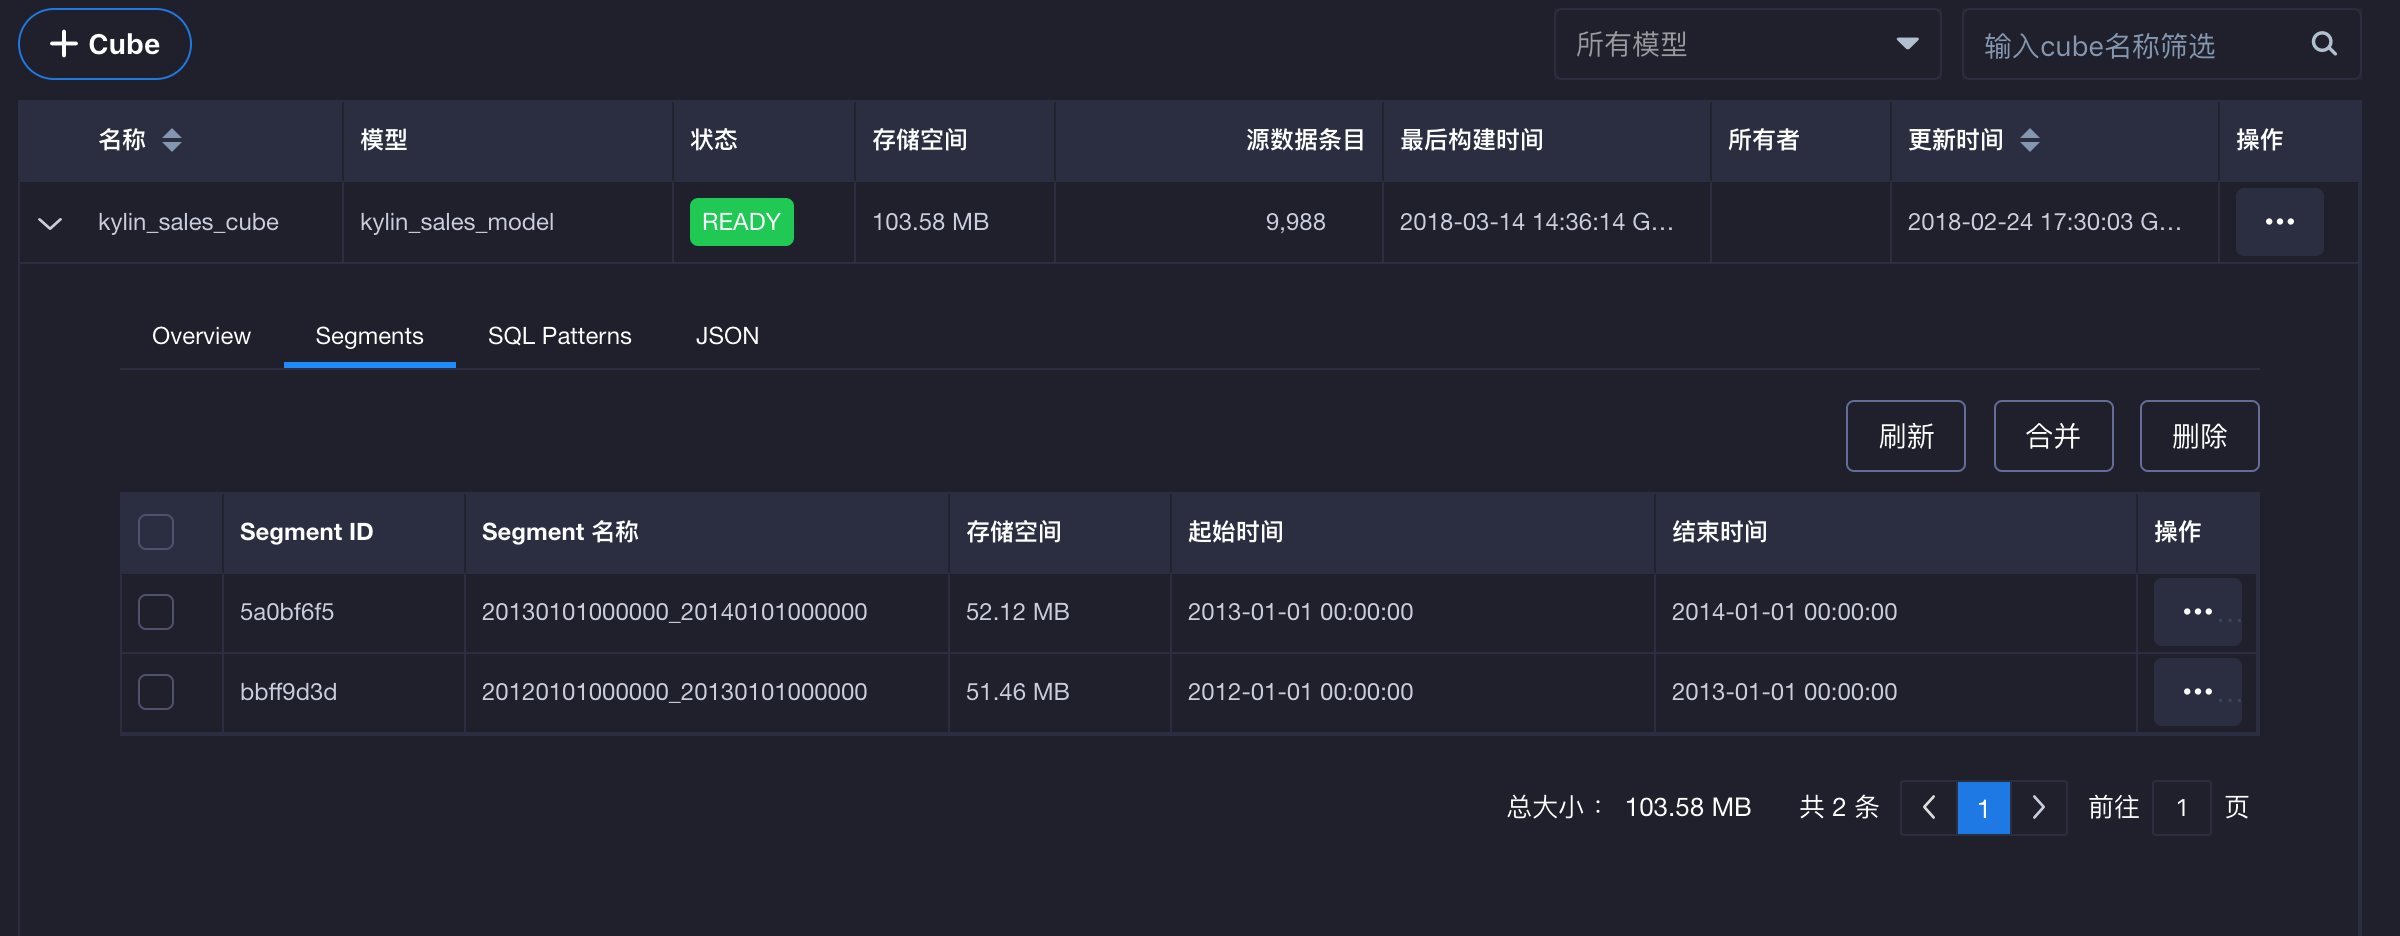 + Cube 所有模型 输入cube名称筛选
名称 模型 状态 存储空间 源数据条目 最后构建时间 所有者 更新时间 操作
kylin_sales_cube kylin_sales_model READY 103.58 MB 9,988 2018-03-14 14:36:14 G... 2018-02-24 17:30:03 G... •••
Overview Segments SQL Patterns JSON
刷新 合并 删除
Segment ID Segment 名称 存储空间 起始时间 结束时间 操作
5a0bf6f5 20130101000000_20140101000000 52.12 MB 2013-01-01 00:00:00 2014-01-01 00:00:00 •••
bbff9d3d 20120101000000_20130101000000 51.46 MB 2012-01-01 00:00:00 2013-01-01 00:00:00 •••
总大小： 103.58 MB 共 2 条 < 1 > 前往 1 页